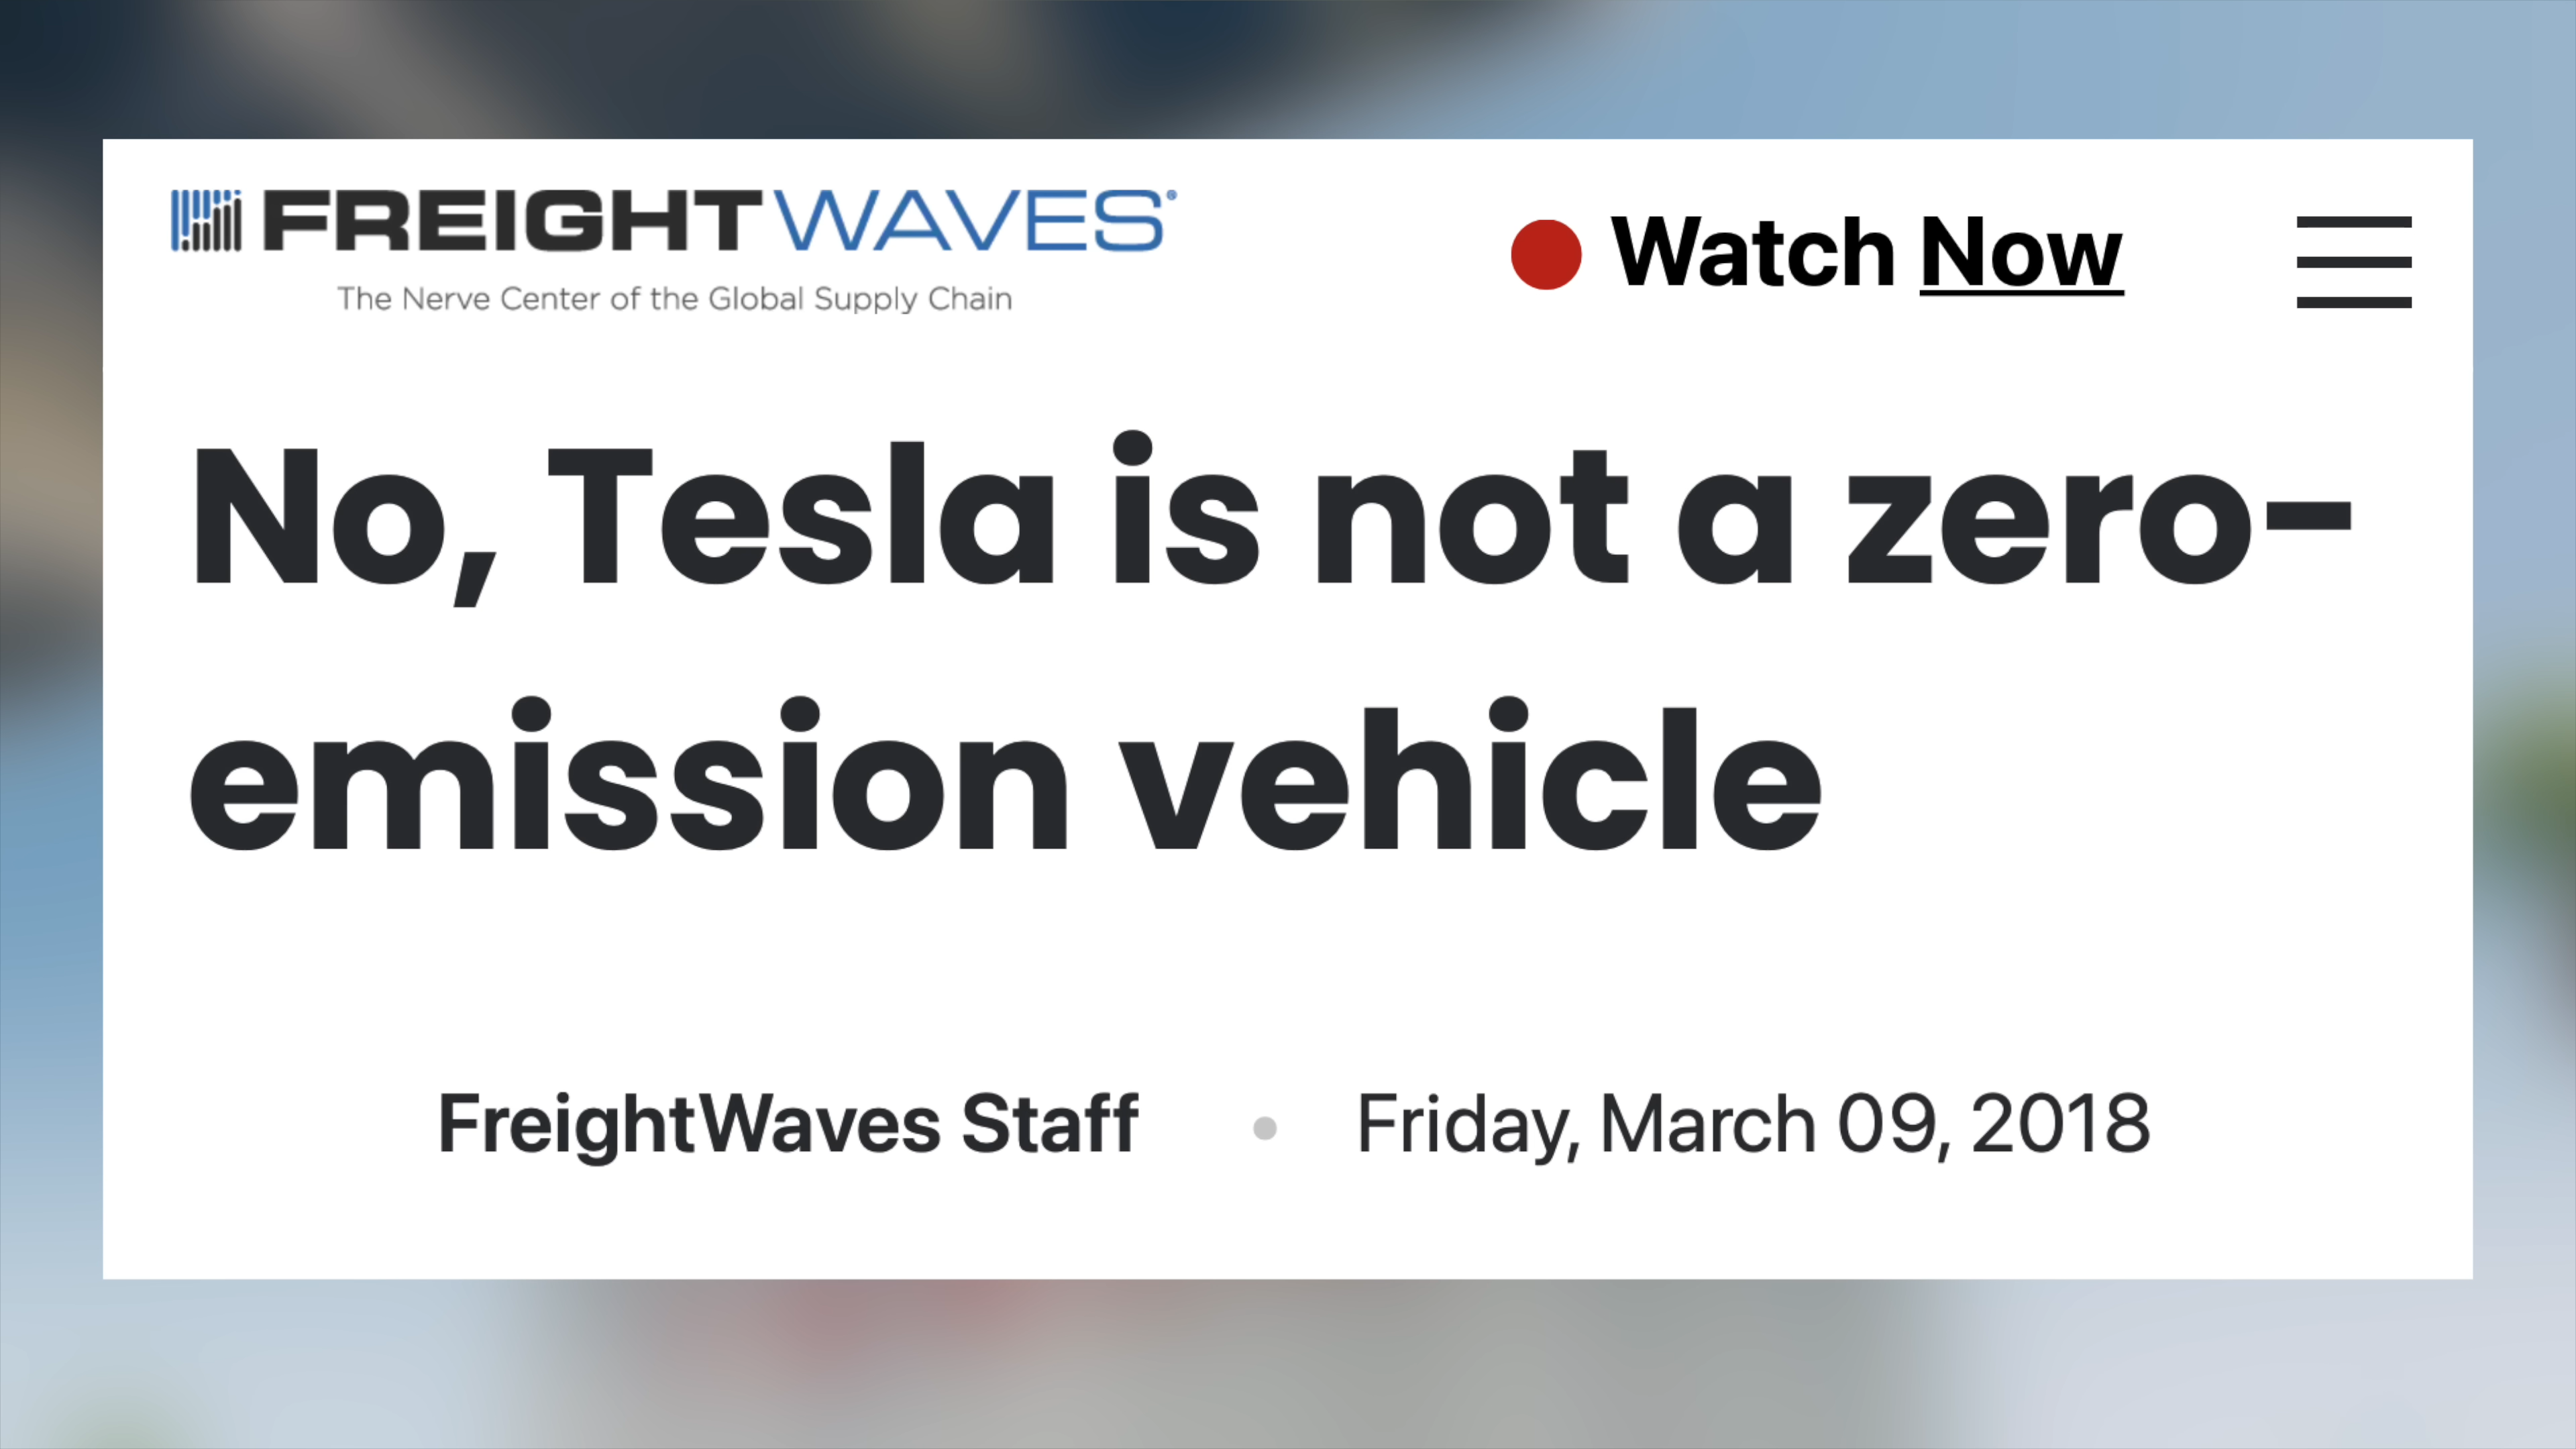 FREIGHTWAVES®
The Nerve Center of the Global Supply Chain
Watch Now
No, Tesla is not a zero-
emission vehicle
FreightWaves Staff • Friday, March 09, 2018